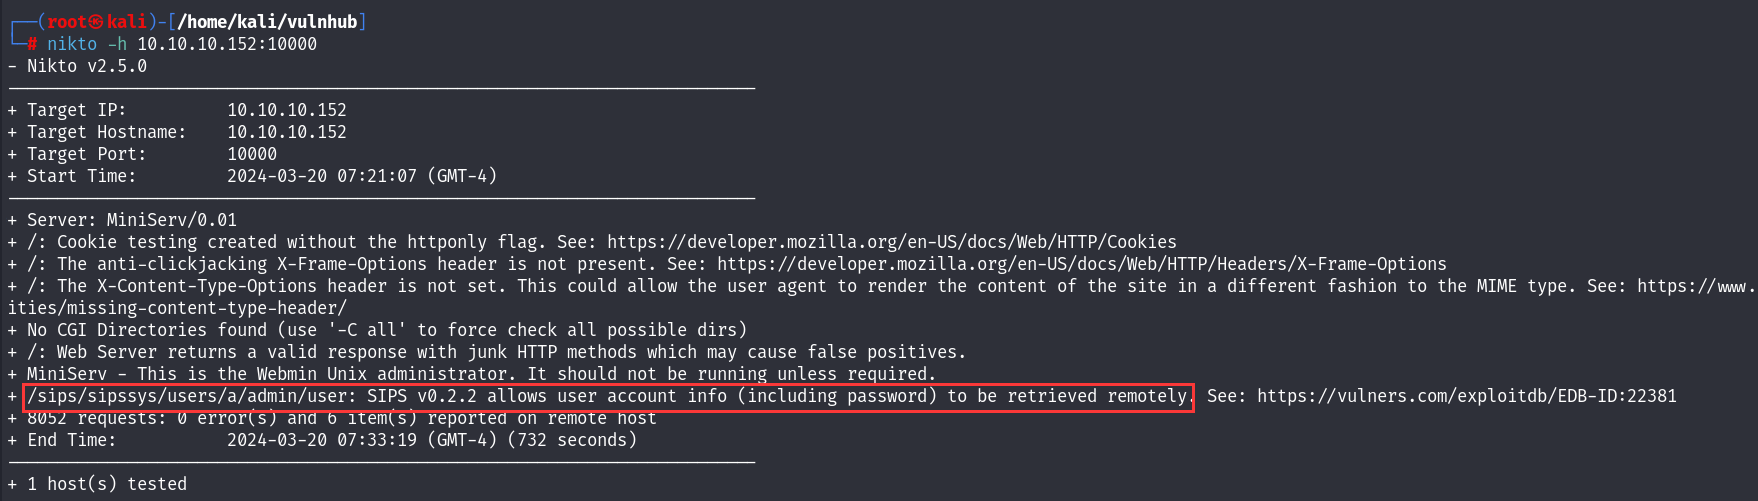 ┌──(root㉿kali)-[/home/kali/vulnhub]
└─# nikto -h 10.10.10.152:10000
- Nikto v2.5.0
---------------------------------------------------------------------------
+ Target IP:          10.10.10.152
+ Target Hostname:    10.10.10.152
+ Target Port:        10000
+ Start Time:         2024-03-20 07:21:07 (GMT-4)
---------------------------------------------------------------------------
+ Server: MiniServ/0.01
+ /: Cookie testing created without the httponly flag. See: https://developer.mozilla.org/en-US/docs/Web/HTTP/Cookies
+ /: The anti-clickjacking X-Frame-Options header is not present. See: https://developer.mozilla.org/en-US/docs/Web/HTTP/Headers/X-Frame-Options
+ /: The X-Content-Type-Options header is not set. This could allow the user agent to render the content of the site in a different fashion to the MIME type. See: https://www.
ities/missing-content-type-header/
+ No CGI Directories found (use '-C all' to force check all possible dirs)
+ /: Web Server returns a valid response with junk HTTP methods which may cause false positives.
+ MiniServ - This is the Webmin Unix administrator. It should not be running unless required.
+ /sips/sipssys/users/a/admin/user: SIPS v0.2.2 allows user account info (including password) to be retrieved remotely. See: https://vulners.com/exploitdb/EDB-ID:22381
+ 8052 requests: 0 error(s) and 6 item(s) reported on remote host
+ End Time:           2024-03-20 07:33:19 (GMT-4) (732 seconds)
---------------------------------------------------------------------------
+ 1 host(s) tested